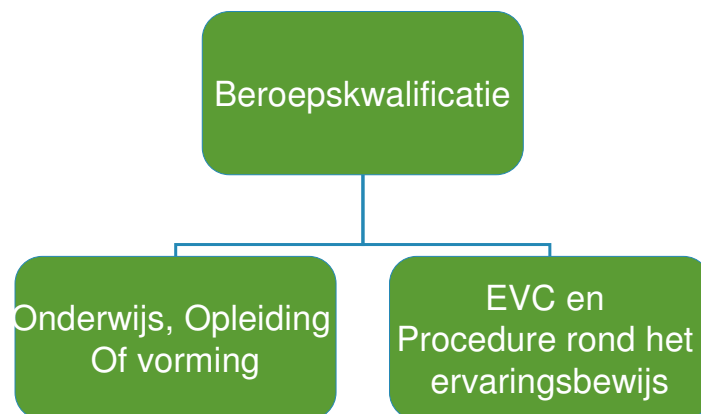 Beroepskwalificatie
Onderwijs, Opleiding
Of vorming
EVC en
Procedure rond het
ervaringsbewijs